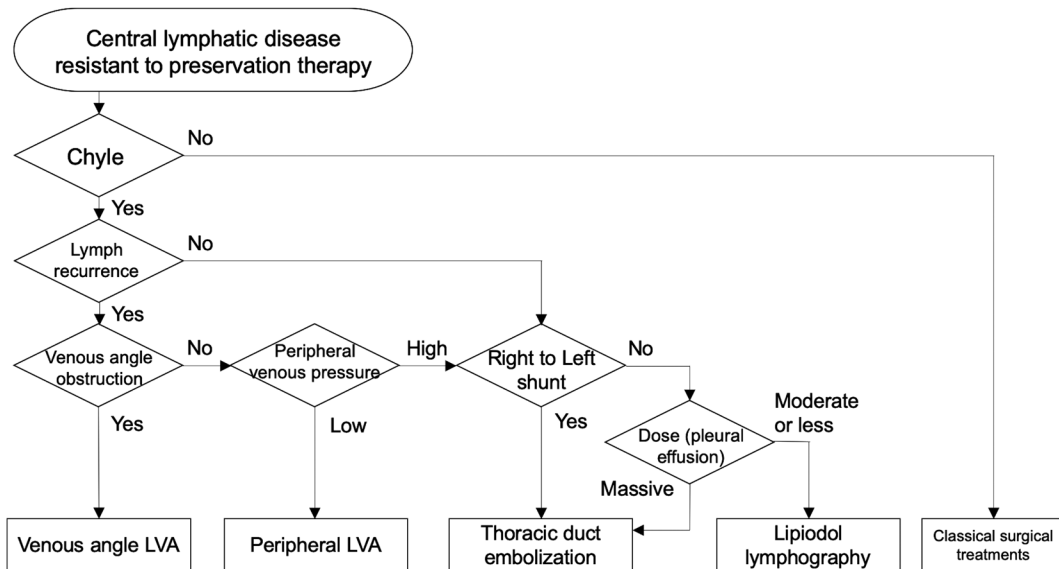 Central lymphatic disease
resistant to preservation therapy
No
Chyle
Yes
No
Lymph
recurrence
Yes
Venous angle
obstruction
No
Peripheral
venous pressure
High
Right to Left
shunt
No
Yes
Low
Yes
Dose (pleural
effusion)
Moderate
or less
Massive
Venous angle LVA
Peripheral LVA
Thoracic duct
embolization
Lipiodol
lymphography
Classical surgical
treatments